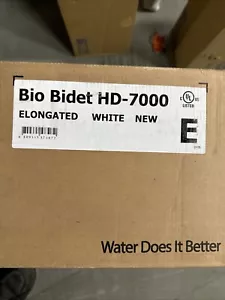 Bio Bidet HD-7000
ELONGATED WHITE NEW
E
Water Does It Better